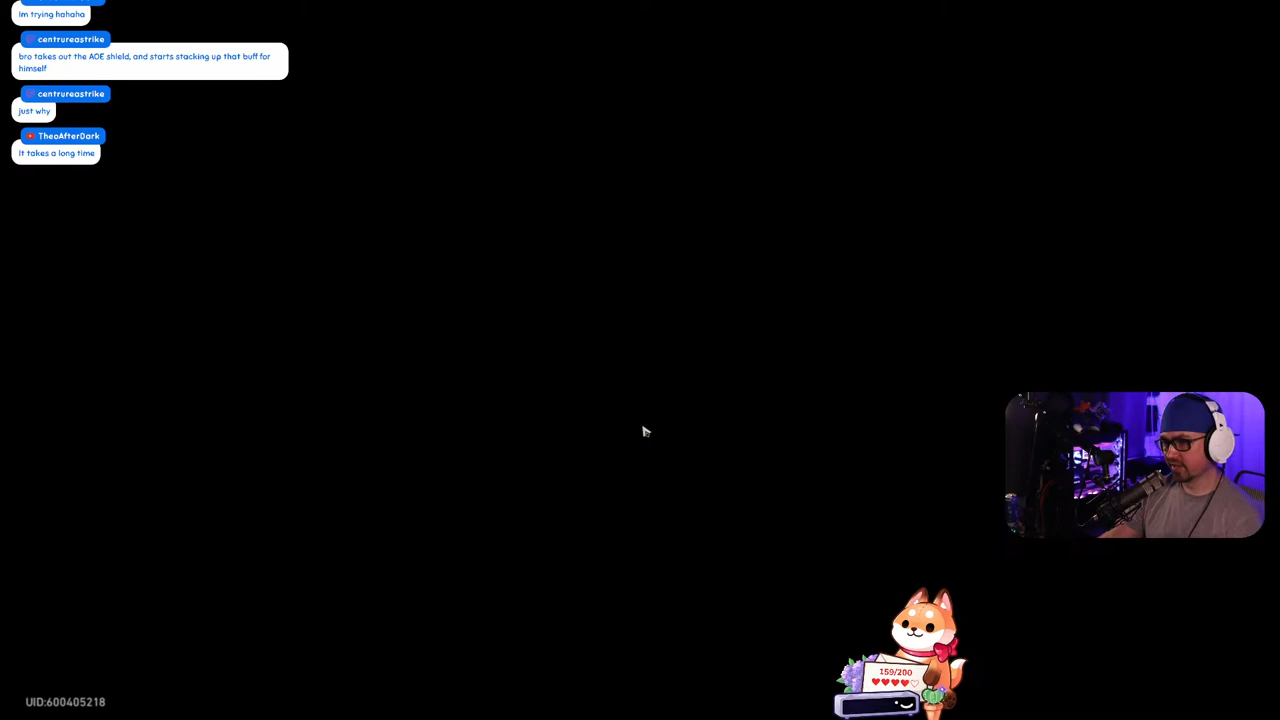 Im trying hahaha
centrureastrike
bro takes out the AOE shield, and starts stacking up that buff for
himself
centrureastrike
just why
TheoAfterDark
It takes a long time
159/200
UID:600405218